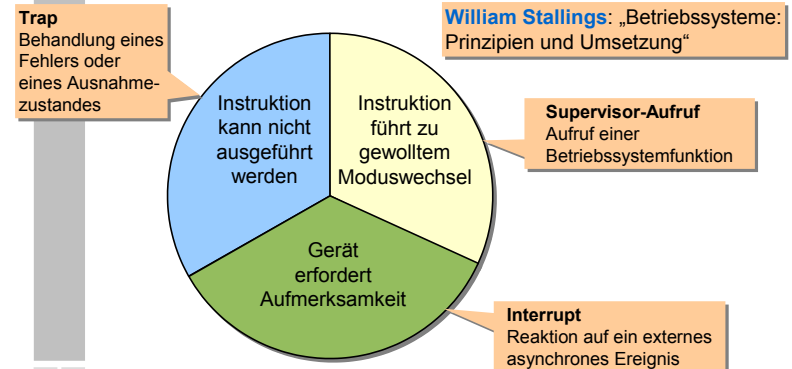 Trap
Behandlung eines
Fehlers oder
eines Ausnahme-
zustandes
William Stallings: „Betriebssysteme:
Prinzipien und Umsetzung“
Instruktion
kann nicht
ausgeführt
werden
Instruktion
führt zu
gewolltem
Moduswechsel
Supervisor-Aufruf
Aufruf einer
Betriebssystemfunktion
Gerät
erfordert
Aufmerksamkeit
Interrupt
Reaktion auf ein externes
asynchrones Ereignis